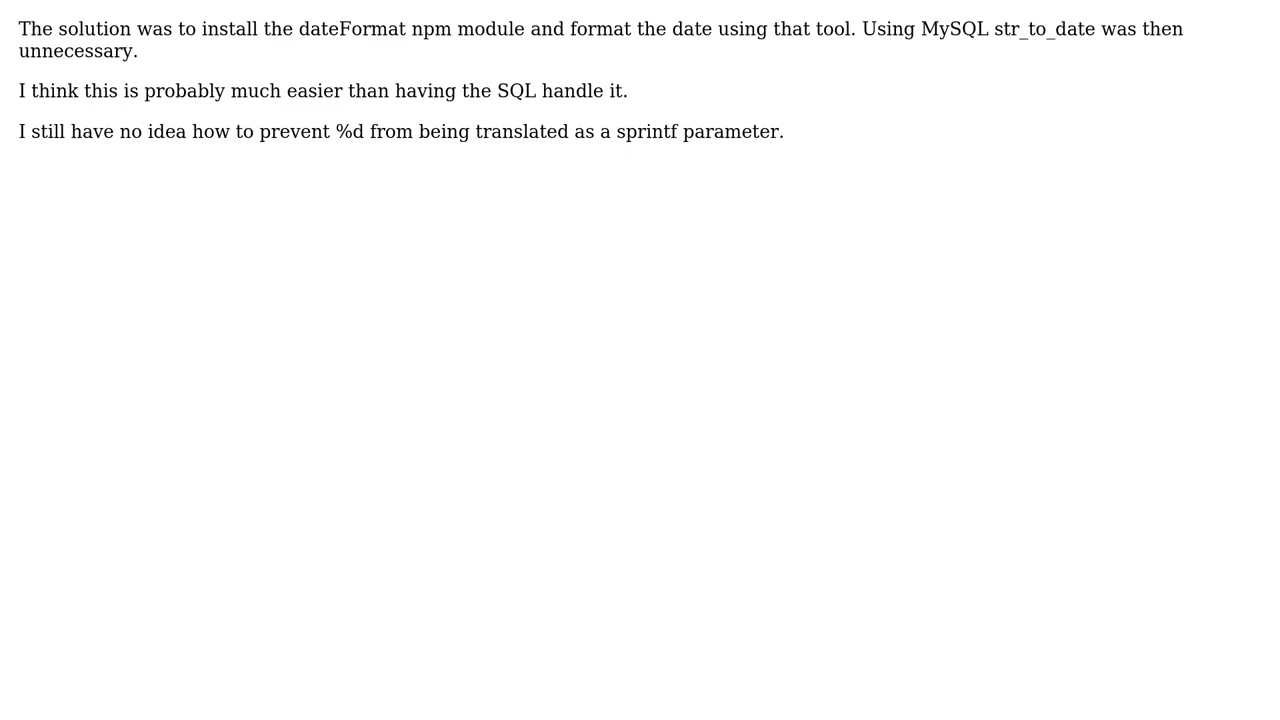 The solution was to install the dateFormat npm module and format the date using that tool. Using MySQL str_to_date was then
unnecessary.
I think this is probably much easier than having the SQL handle it.
I still have no idea how to prevent %d from being translated as a sprintf parameter.